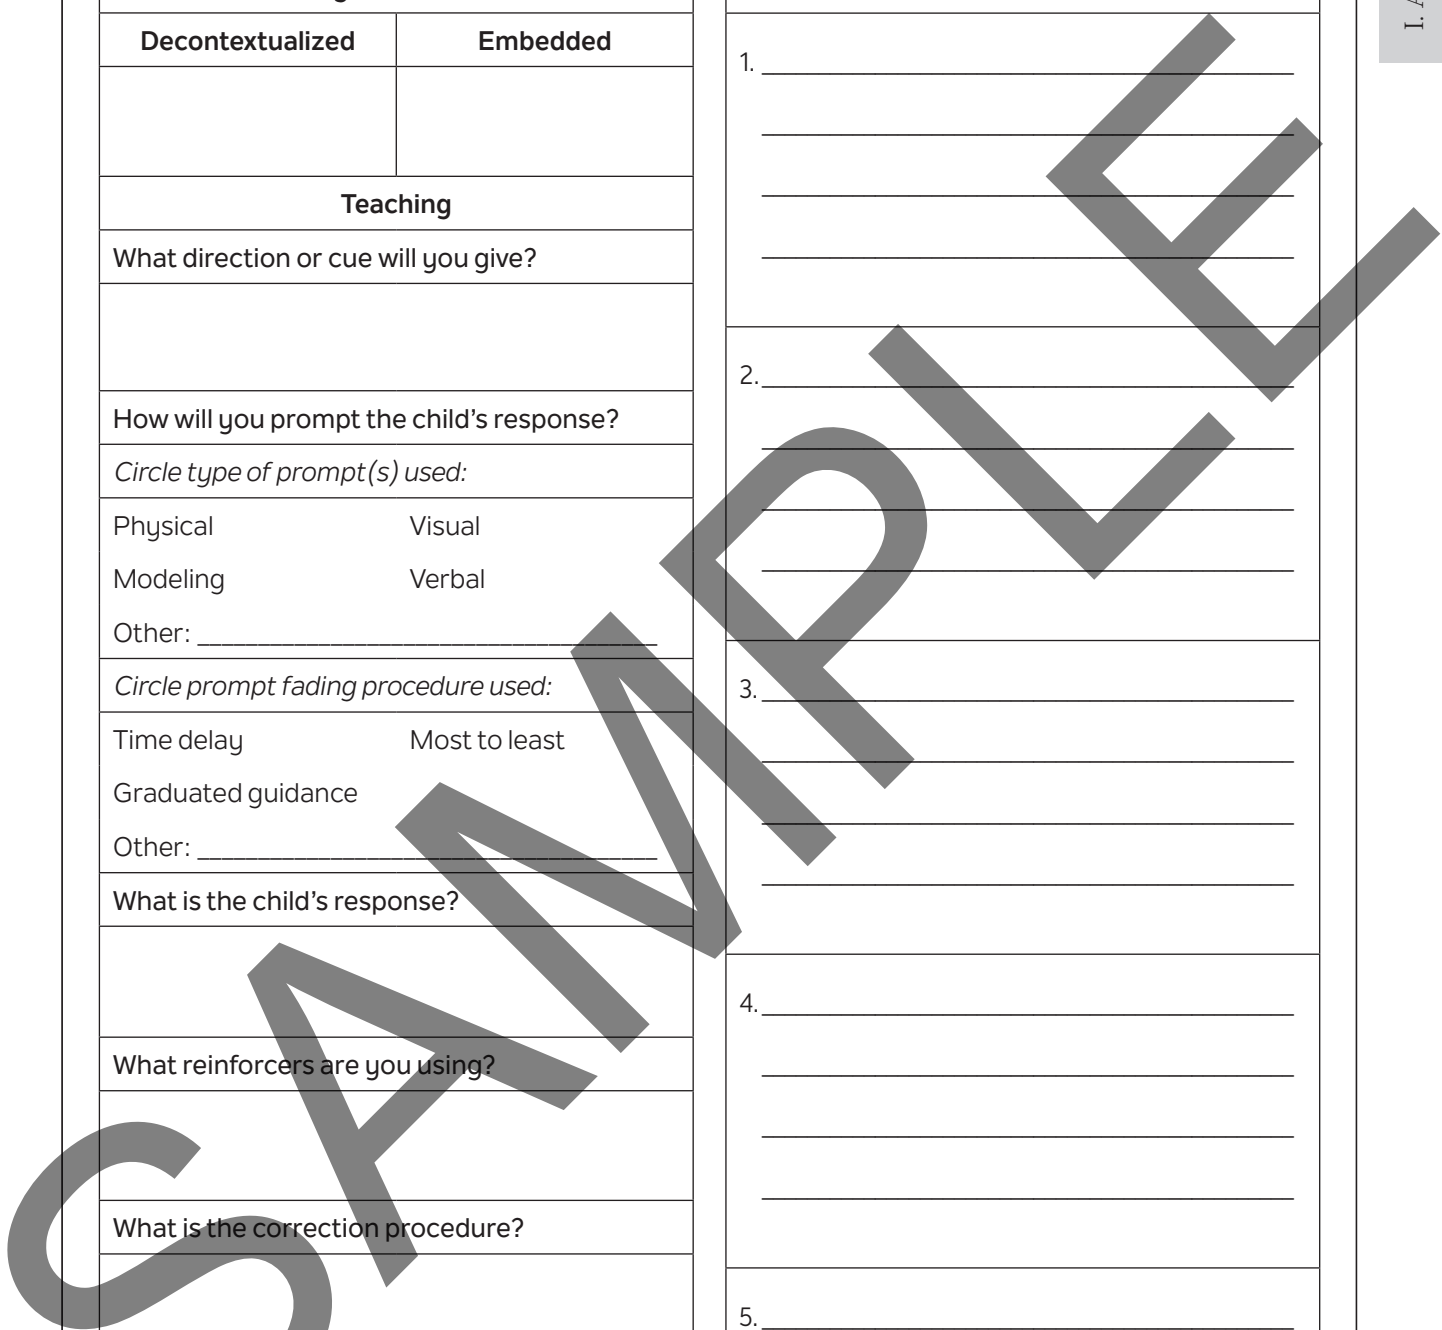 Decontextualized Embedded
Teaching
What direction or cue will you give?
How will you prompt the child’s response?
Circle type of prompt(s) used:
Physical Visual
Modeling Verbal
Other: ______________________________________
Circle prompt fading procedure used:
Time delay Most to least
Graduated guidance
Other: ______________________________________
What is the child’s response?
What reinforcers are you using?
What is the correction procedure?
1.
2.
3.
4.
5.
SAMPLE
I.